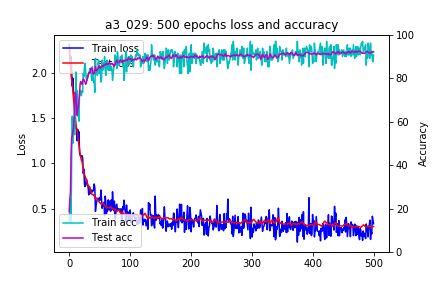 a3_029: 500 epochs loss and accuracy
Train loss
Test loss
2.0
1.5
1.0
0.5
Loss
100
80
60
40
20
0
Accuracy
Train acc
Test acc
0
100
200
300
400
500